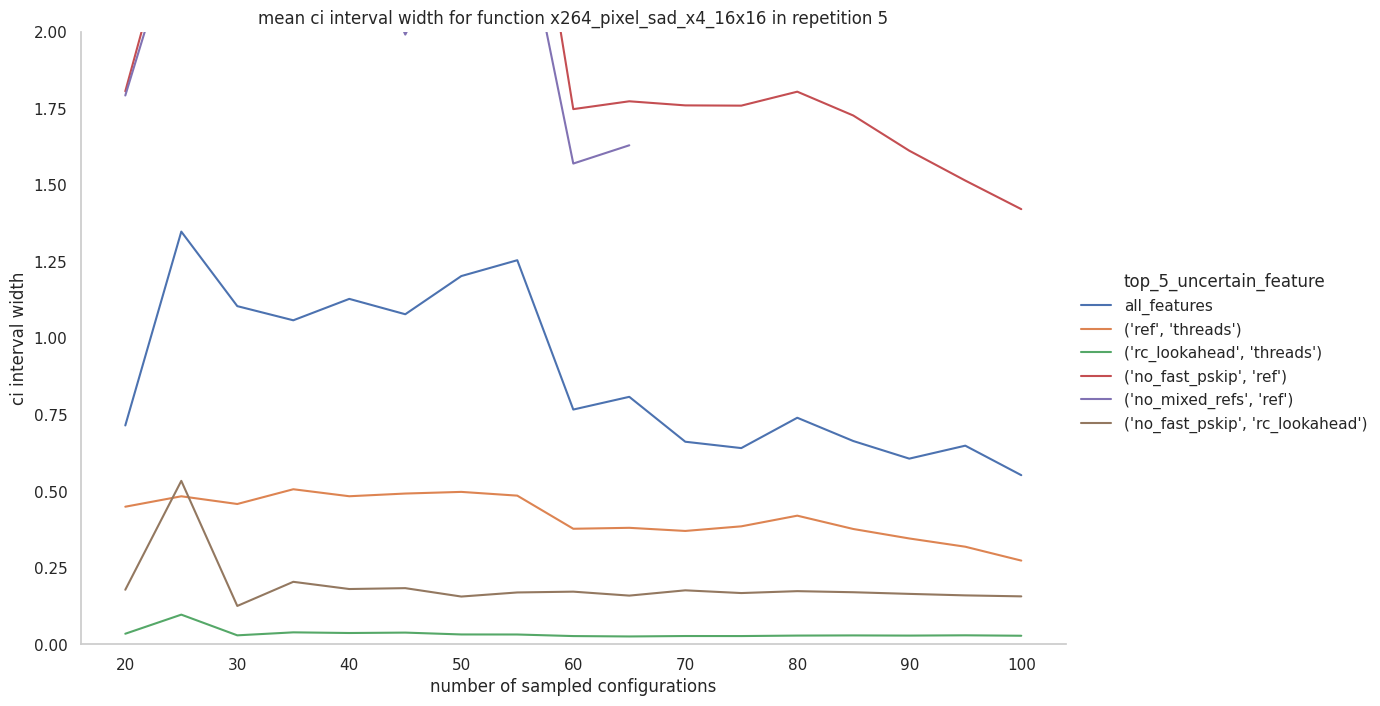 mean ci interval width for function x264_pixel_sad_x4_16x16 in repetition 5
2.00
1.75
1.50
1.25
1.00
0.75
0.50
0.25
0.00
ci interval width
20
30
40
50
60
70
80
90
100
number of sampled configurations
top_5_uncertain_feature
all_features
('ref', 'threads')
('rc_lookahead', 'threads')
('no_fast_pskip', 'ref')
('no_mixed_refs', 'ref')
('no_fast_pskip', 'rc_lookahead')